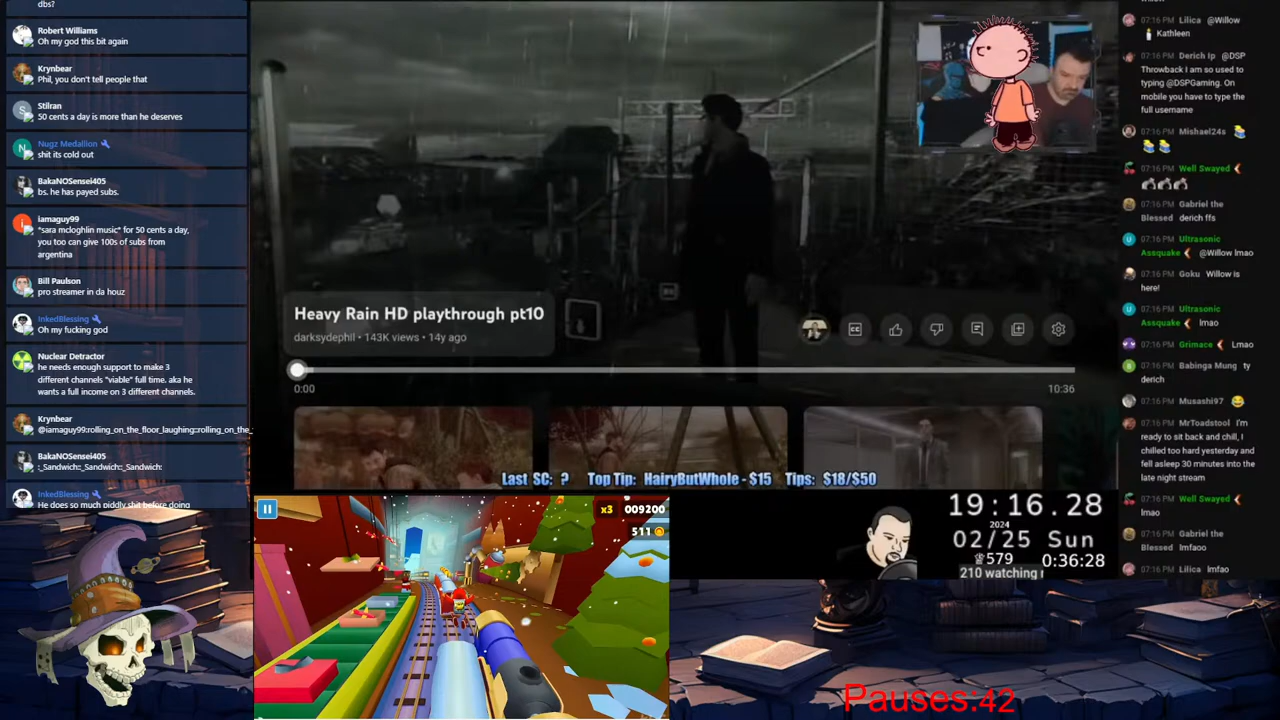 dbs?
Robert Williams
Oh my god this bit again
Krynbear
Phil, you don't tell people that
Stilran
50 cents a day is more than he deserves
Nugz Medallion
shit its cold out
BakaNOSensei405
bs. he has payed subs.
iamaguy99
*sara mcloghlin music* for 50 cents a day,
you too can give 100s of subs from
argentina
Bill Paulson
pro streamer in da houz
InkedBlessing
Oh my fucking god
Nuclear Detractor
he needs enough support to make 3
different channels "viable" full time. aka he
wants a full income on 3 different channels.
Krynbear
@iamaguy99:rolling_on_the_floor_laughing:rolling_on_the_
BakaNOSensei405
:_Sandwich:_Sandwich:_Sandwich:
InkedBlessing
He does so much piddly shit before doing
Heavy Rain HD playthrough pt10
darksydephil • 143K views • 14y ago
CC
0:00
10:36
Last SC: ?
Top Tip: HairyButWhole - $15
Tips: $18/$50
x3 009200
511
19:16.28
2024
02/25 Sun
579
0:36:28
210 watching
Pauses:42
07:16 PM Lilica @Willow
Kathleen
07:16 PM Derich Ip @DSP
Throwback I am so used to
typing @DSPGaming. On
mobile you have to type the
full username
07:16 PM Mishael24s
07:16 PM Well Swayed
07:16 PM Gabriel the
Blessed derich ffs
07:16 PM Ultrasonic
Assquake @Willow lmao
07:16 PM Goku Willow is
here!
07:16 PM Ultrasonic
Assquake lmao
07:16 PM Grimace Lmao
07:16 PM Babinga Mung ty
derich
07:16 PM Musashi97
07:16 PM MrToadstool I'm
ready to sit back and chill, I
chilled too hard yesterday and
fell asleep 30 minutes into the
late night stream
07:16 PM Well Swayed
lmao
07:16 PM Gabriel the
Blessed lmfaoo
07:16 PM Lilica lmfao